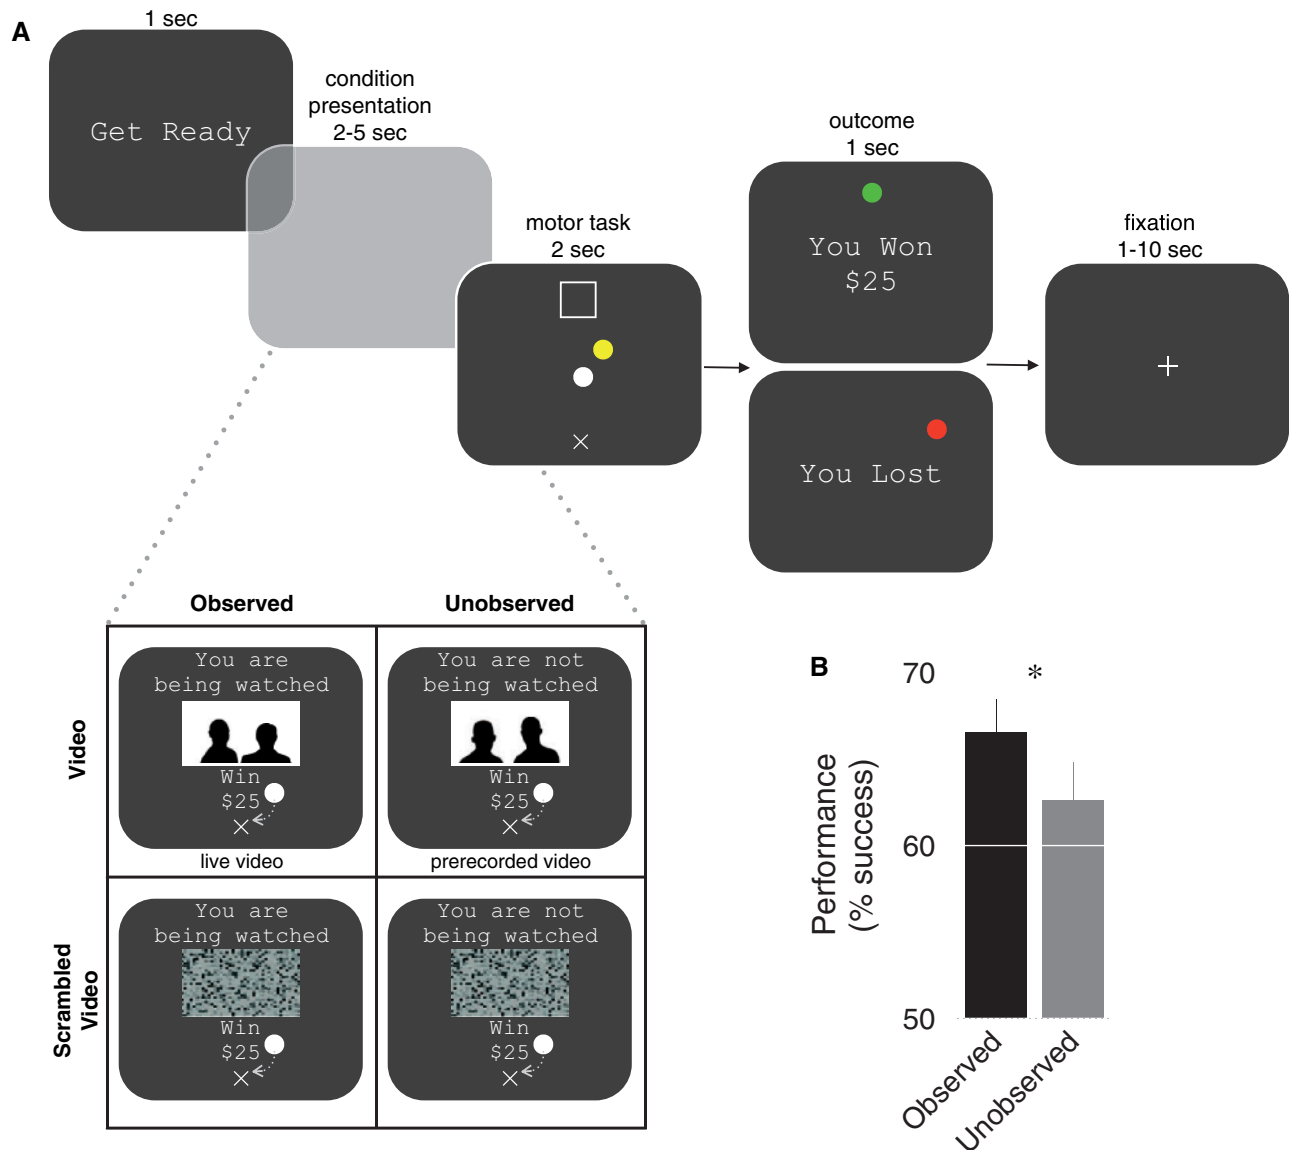 A
1 sec
Get Ready
condition
presentation
2-5 sec
motor task
2 sec
outcome
1 sec
You Won
$25
You Lost
fixation
1-10 sec
Observed
Unobserved
Video
You are
being watched
Win
$25
live video
You are not
being watched
Win
$25
prerecorded video
Scrambled
Video
You are
being watched
Win
$25
You are not
being watched
Win
$25
B
Performance
(% success)
70
60
50
*
Observed
Unobserved